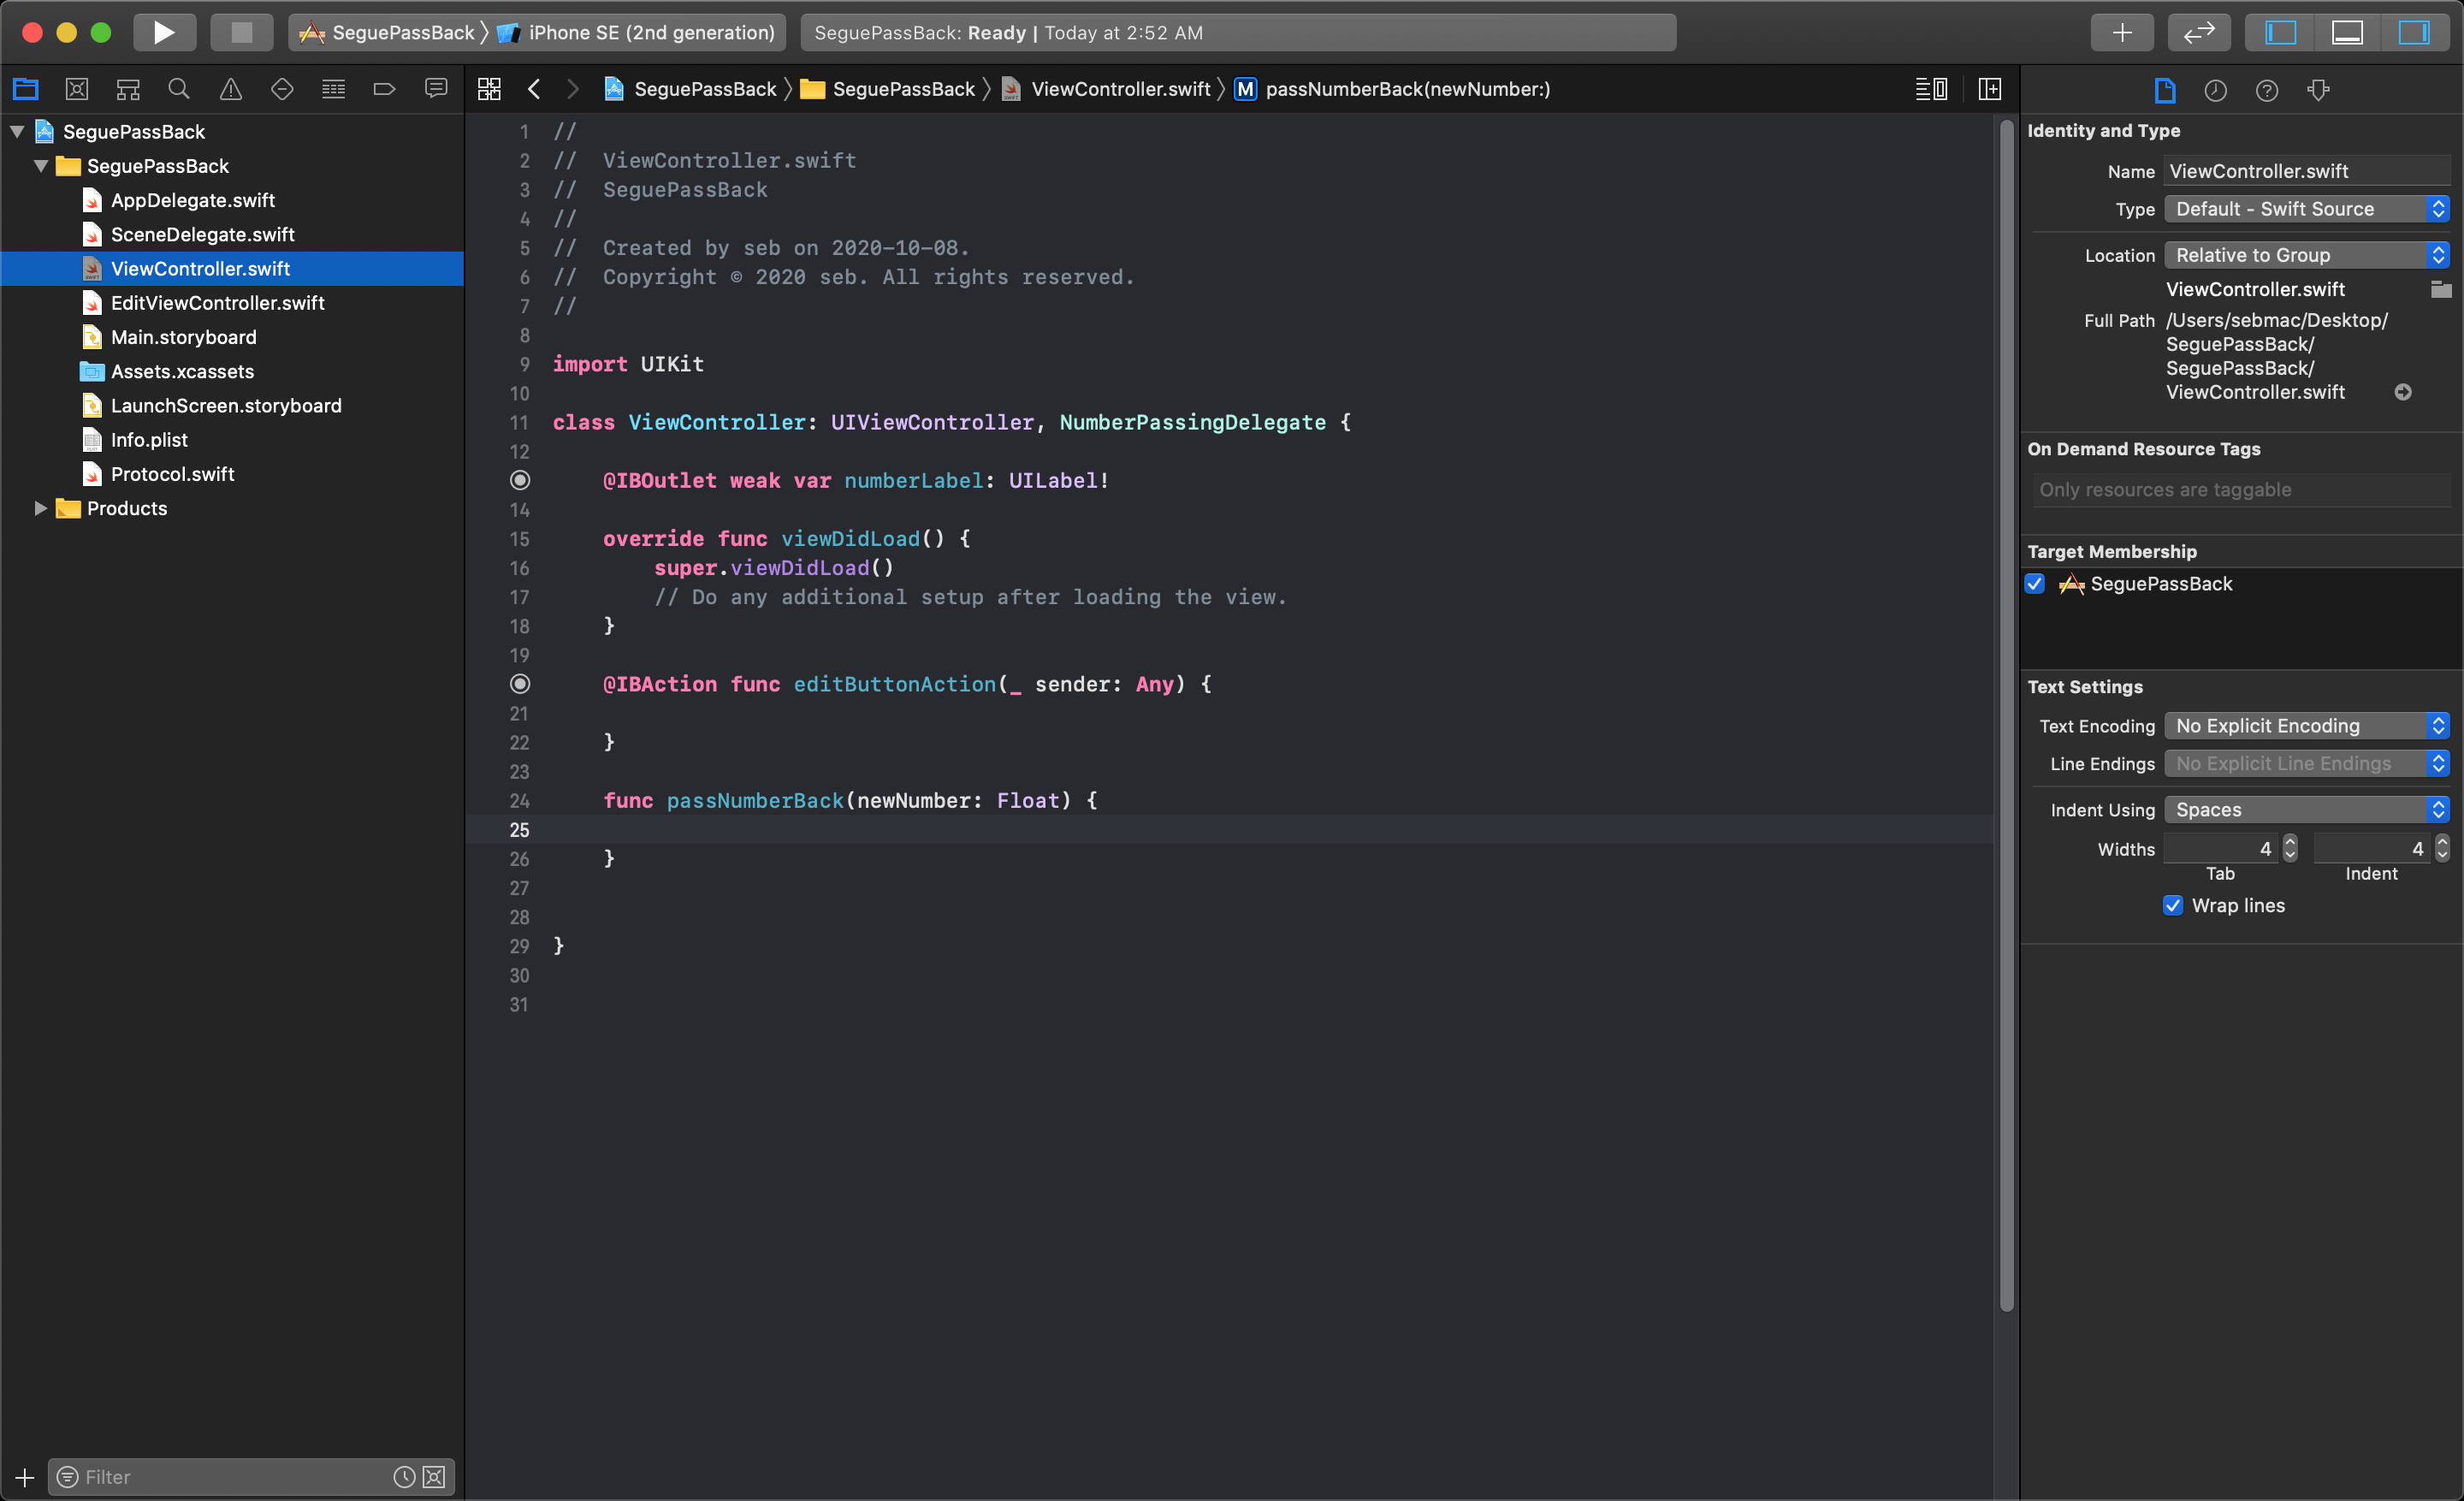 SeguePassBack 〉 iPhone SE (2nd generation)
SeguePassBack: Ready | Today at 2:52 AM
SeguePassBack 〉 SeguePassBack 〉 ViewController.swift 〉 M passNumberBack(newNumber:)
SeguePassBack
SeguePassBack
AppDelegate.swift
SceneDelegate.swift
ViewController.swift
EditViewController.swift
Main.storyboard
Assets.xcassets
LaunchScreen.storyboard
Info.plist
Protocol.swift
Products
Filter
1 //
2 //  ViewController.swift
3 //  SeguePassBack
4 //
5 //  Created by seb on 2020-10-08.
6 //  Copyright © 2020 seb. All rights reserved.
7 //
8
9 import UIKit
10
11 class ViewController: UIViewController, NumberPassingDelegate {
12
@IBOutlet weak var numberLabel: UILabel!
14
15 override func viewDidLoad() {
16 super.viewDidLoad()
17 // Do any additional setup after loading the view.
18 }
19
@IBAction func editButtonAction(_ sender: Any) {
21
22 }
23
24 func passNumberBack(newNumber: Float) {
25
26 }
27
28
29 }
30
31
Identity and Type
Name ViewController.swift
Type Default - Swift Source
Location Relative to Group
ViewController.swift
Full Path /Users/sebmac/Desktop/
SeguePassBack/
SeguePassBack/
ViewController.swift
On Demand Resource Tags
Only resources are taggable
Target Membership
SeguePassBack
Text Settings
Text Encoding No Explicit Encoding
Line Endings No Explicit Line Endings
Indent Using Spaces
Widths 4 4
Tab Indent
Wrap lines